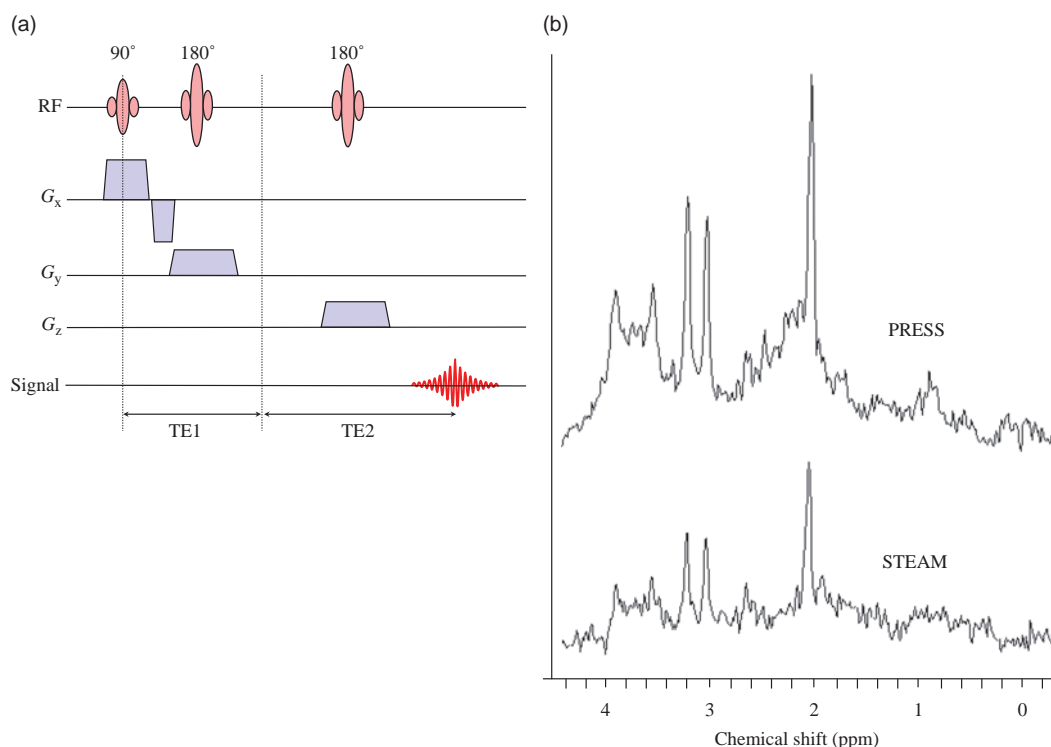 (a)
90° 180° 180°
RF
Gx
Gy
Gz
Signal
TE1 TE2
(b)
PRESS
STEAM
4 3 2 1 0
Chemical shift (ppm)